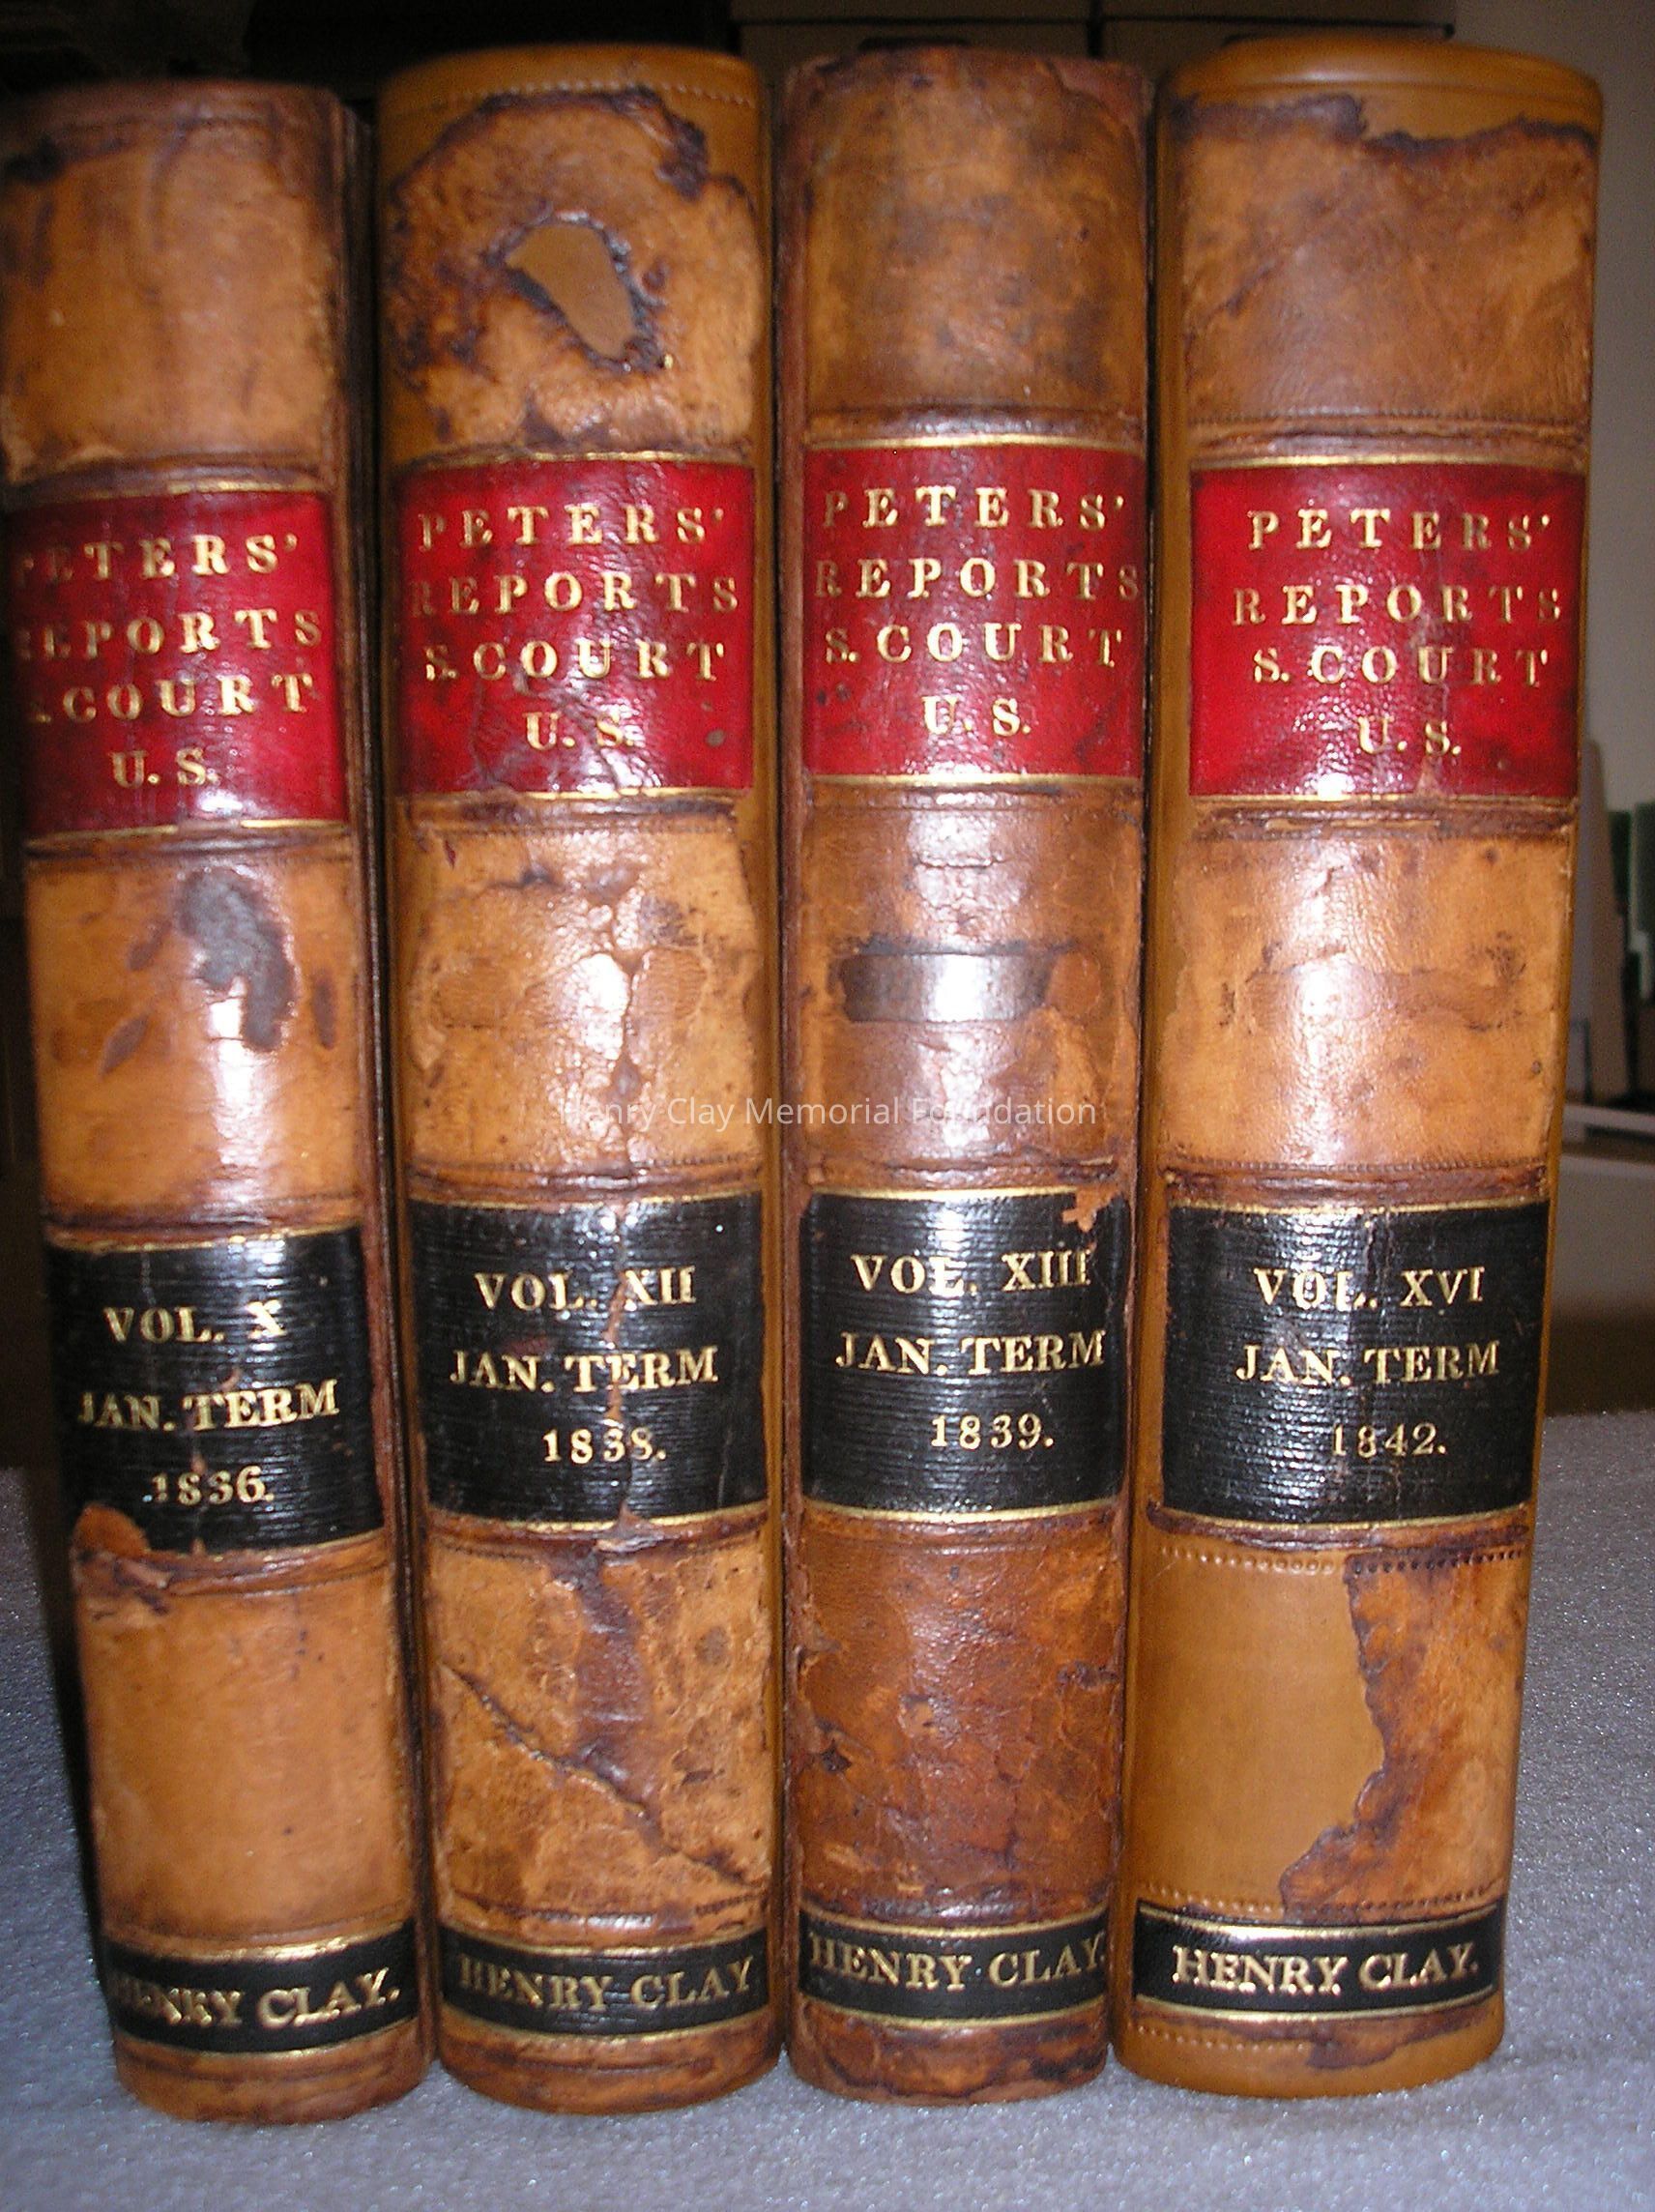 PETERS'
REPORTS
S. COURT
U. S.
VOL. X
JAN. TERM
1836.
HENRY CLAY.
PETERS'
REPORTS
S. COURT
U. S.
VOL. XII
JAN. TERM
1838.
HENRY CLAY
PETERS'
REPORTS
S. COURT
U. S.
VOL. XIII
JAN. TERM
1839.
HENRY CLAY.
PETERS'
REPORTS
S. COURT
U. S.
VOL. XVI
JAN. TERM
1842.
HENRY CLAY.
Henry Clay Memorial Foundation